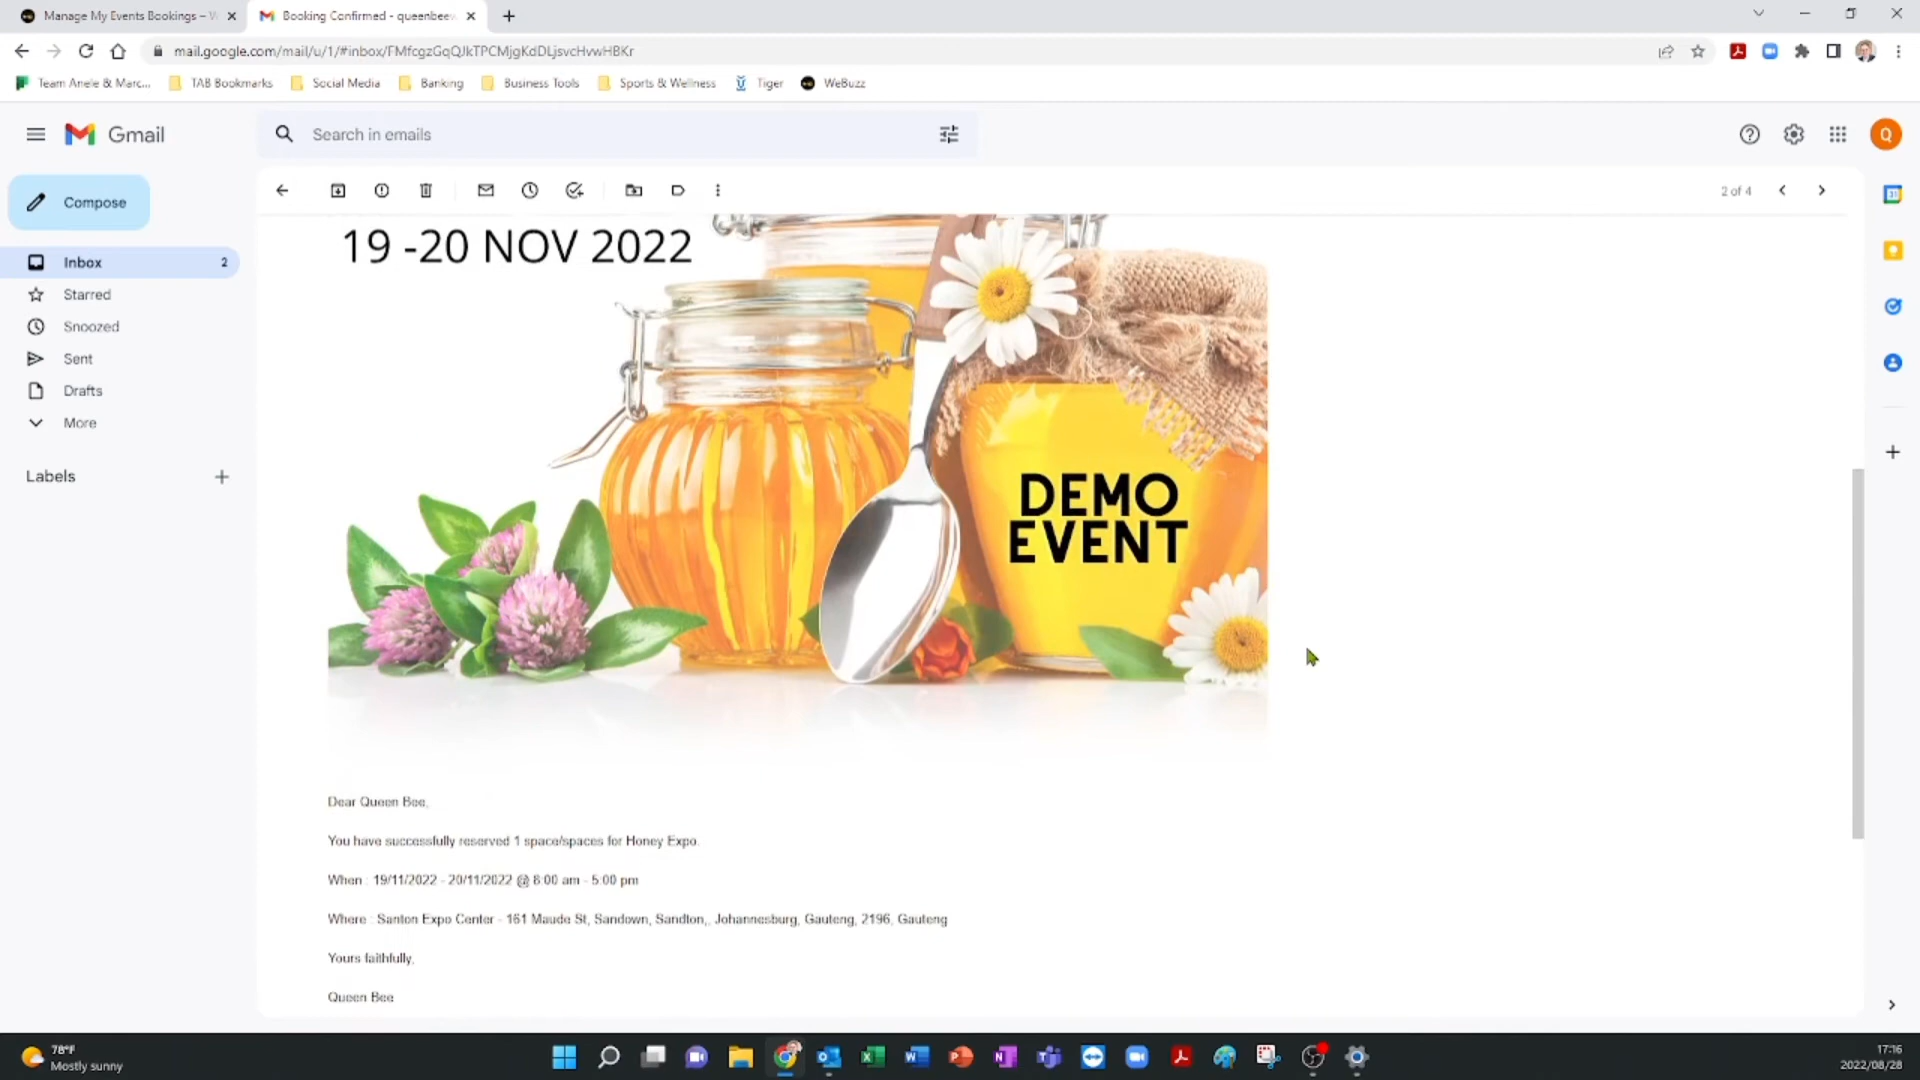 Manage My Events Bookings – W
Booking Confirmed - queenbeew
mail.google.com/mail/u/1/#inbox/FMfcgzGqQJkTPCMjgKdDLjsvcHvwHBKr
Team Anele & Marc... TAB Bookmarks Social Media Banking Business Tools Sports & Wellness Tiger WeBuzz
Gmail
Search in emails
Q
Compose
2 of 4
Inbox 2
Starred
Snoozed
Sent
Drafts
More
Labels
19 -20 NOV 2022
DEMO
EVENT
Dear Queen Bee,
You have successfully reserved 1 space/spaces for Honey Expo.
When : 19/11/2022 - 20/11/2022 @ 8:00 am - 5:00 pm
Where : Santon Expo Center - 161 Maude St, Sandown, Sandton,, Johannesburg, Gauteng, 2196, Gauteng
Yours faithfully,
Queen Bee
78°F
Mostly sunny
17:16
2022/08/28